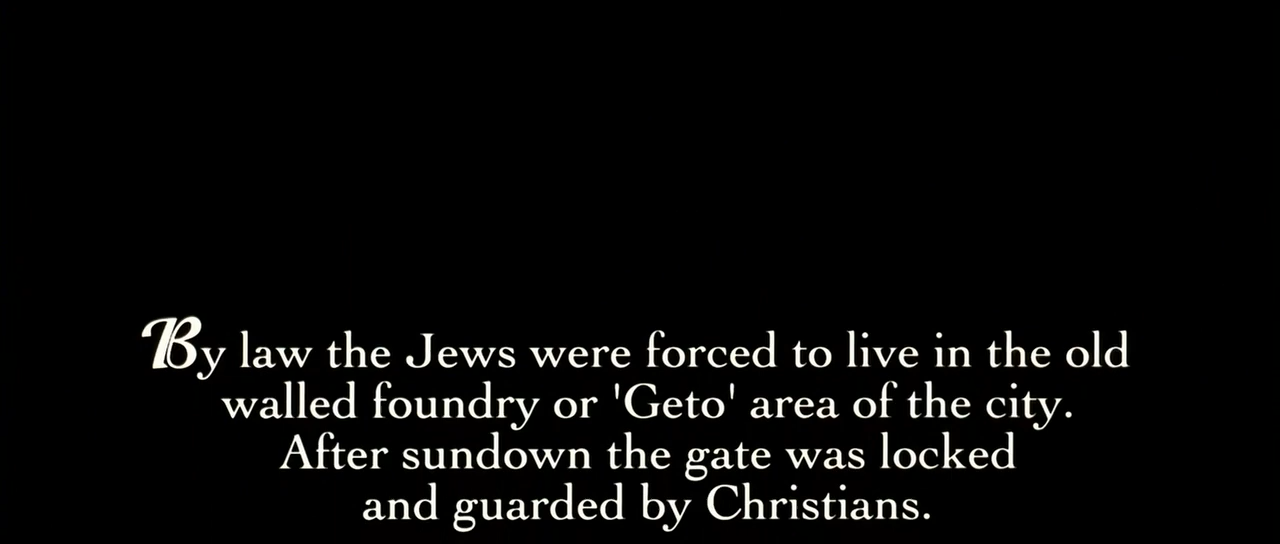 By law the Jews were forced to live in the old
walled foundry or 'Geto' area of the city.
After sundown the gate was locked
and guarded by Christians.